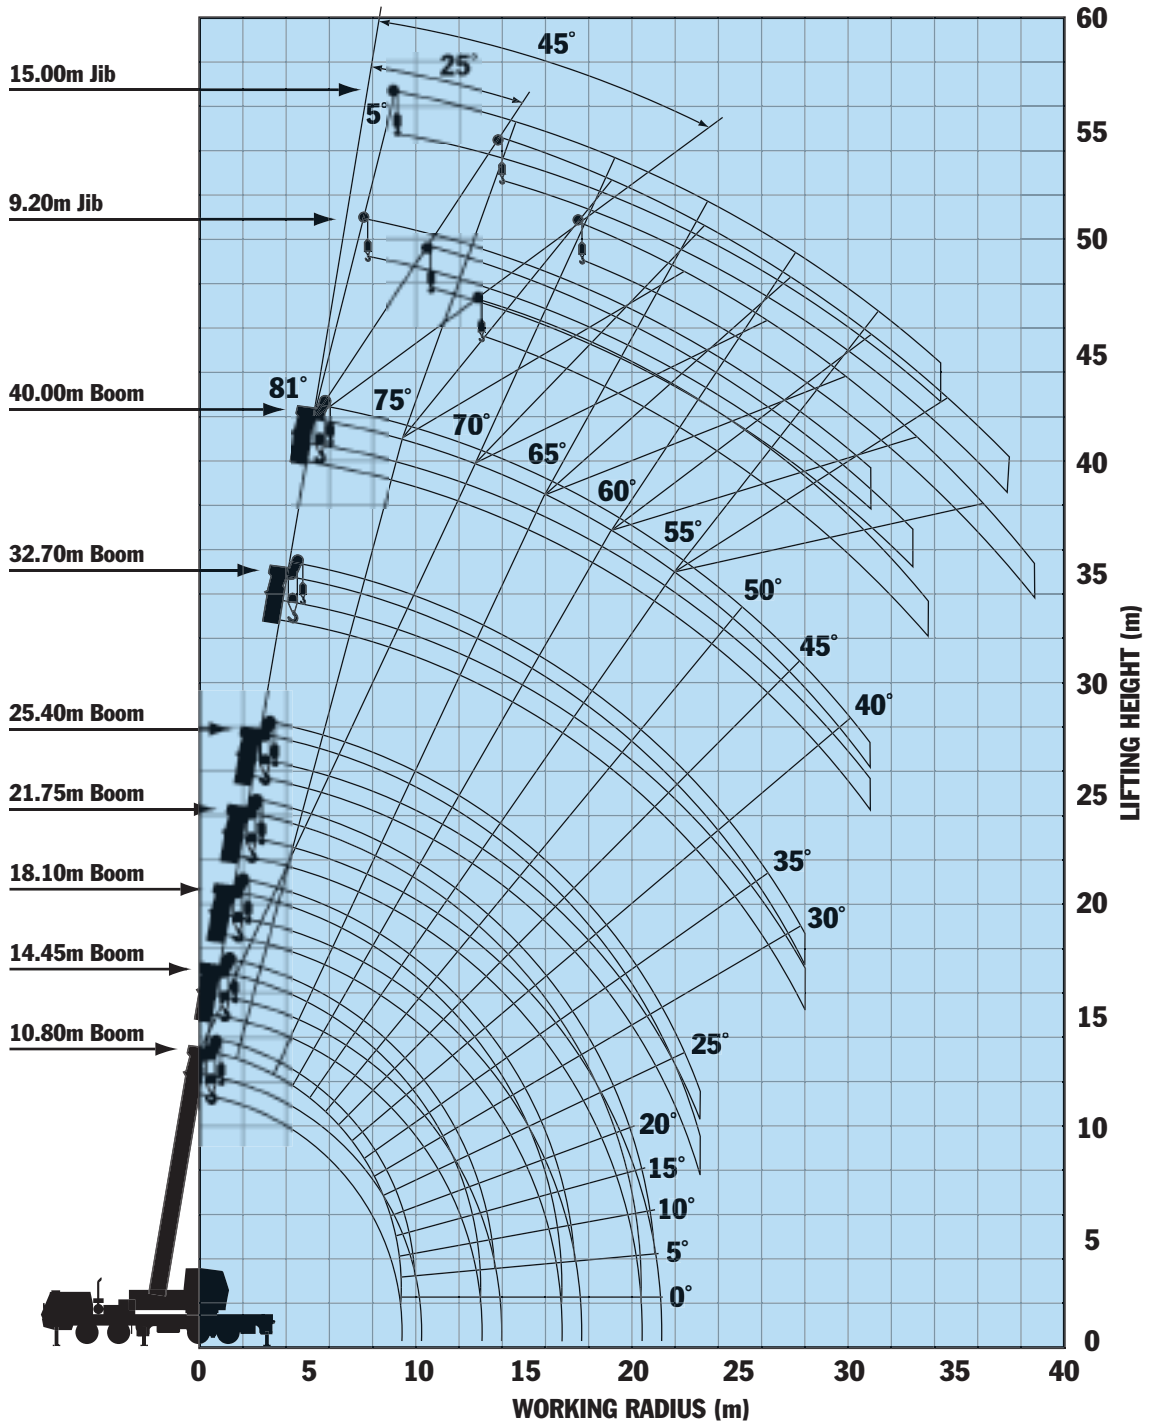 60
45°
25°
15.00m Jib
5°
55
9.20m Jib
50
45
81°
75°
40.00m Boom
70°
65°
40
60°
55°
32.70m Boom
35
50°
45°
LIFTING HEIGHT (m)
30
40°
25.40m Boom
25
21.75m Boom
35°
18.10m Boom
20
30°
14.45m Boom
15
10.80m Boom
25°
10
20°
15°
10°
5
5°
0°
0
0 5 10 15 20 25 30 35 40
WORKING RADIUS (m)